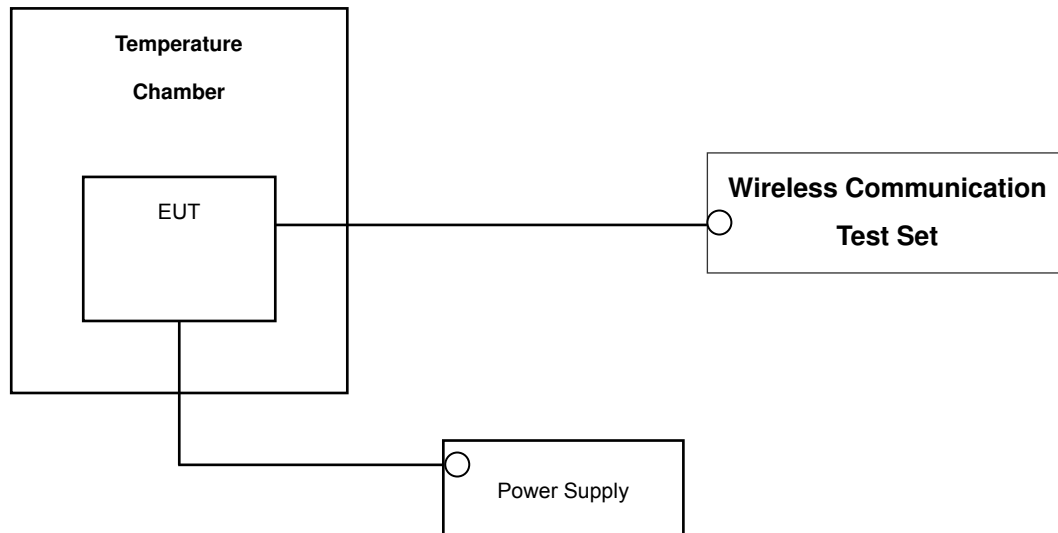 Temperature
Chamber
EUT
Wireless Communication
Test Set
Power Supply